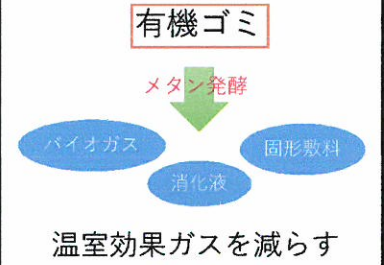 有機ゴミ
メタン発酵
バイオガス
固形敷料
消化液
温室効果ガスを減らす